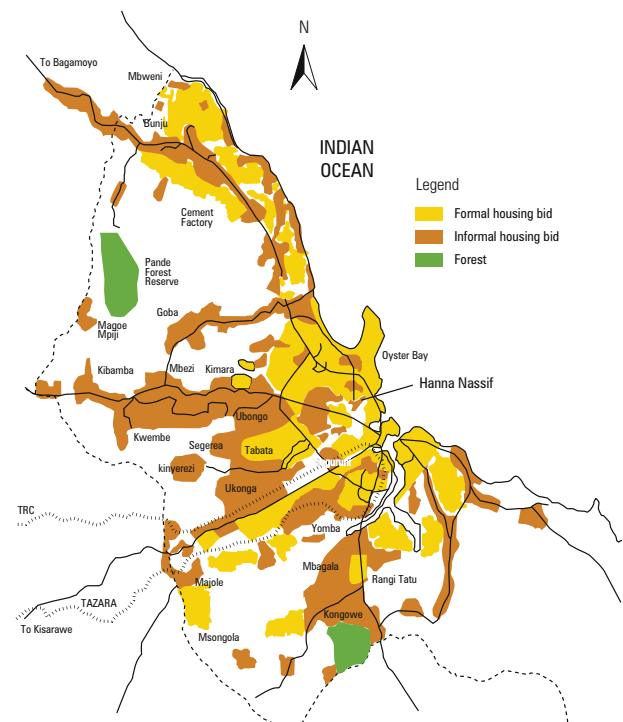 N
To Bagamoyo
Mbweni
Bunju
INDIAN
OCEAN
Legend
Formal housing bid
Informal housing bid
Forest
Cement
Factory
Pande
Forest
Reserve
Magoe
Mpiji
Goba
Oyster Bay
Kibamba
Mbezi
Kimara
Hanna Nassif
Ubongo
Kwembe
Segerea
Tabata
kinyerezi
Ukonga
TRC
Yomba
Mbagala
Rangi Tatu
Majole
TAZARA
Kongowe
To Kisarawe
Msongola